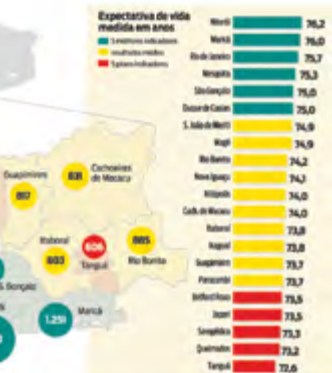 Expectativa de vida
medida em anos
5 melhores indicadores
resultados médios
5 piores indicadores
Niterói 76,2
Maricá 76,0
Rio de Janeiro 75,7
Mesquita 75,3
São Gonçalo 75,0
Duque de Caxias 75,0
S. João de Meriti 74,9
Magé 74,9
Rio Bonito 74,2
Nova Iguaçu 74,1
Nilópolis 74,0
Cach. de Macacu 74,0
Itaboraí 73,8
Itaguaí 73,8
Guapimirim 73,7
Paracambi 73,7
Belford Roxo 73,5
Japeri 73,5
Seropédica 73,3
Queimados 73,2
Tanguá 72,6
Guapimirim
817
831
Cachoeiras
de Macacu
Itaboraí
803
606
Tanguá
885
Rio Bonito
S. Gonçalo
1.251
Maricá